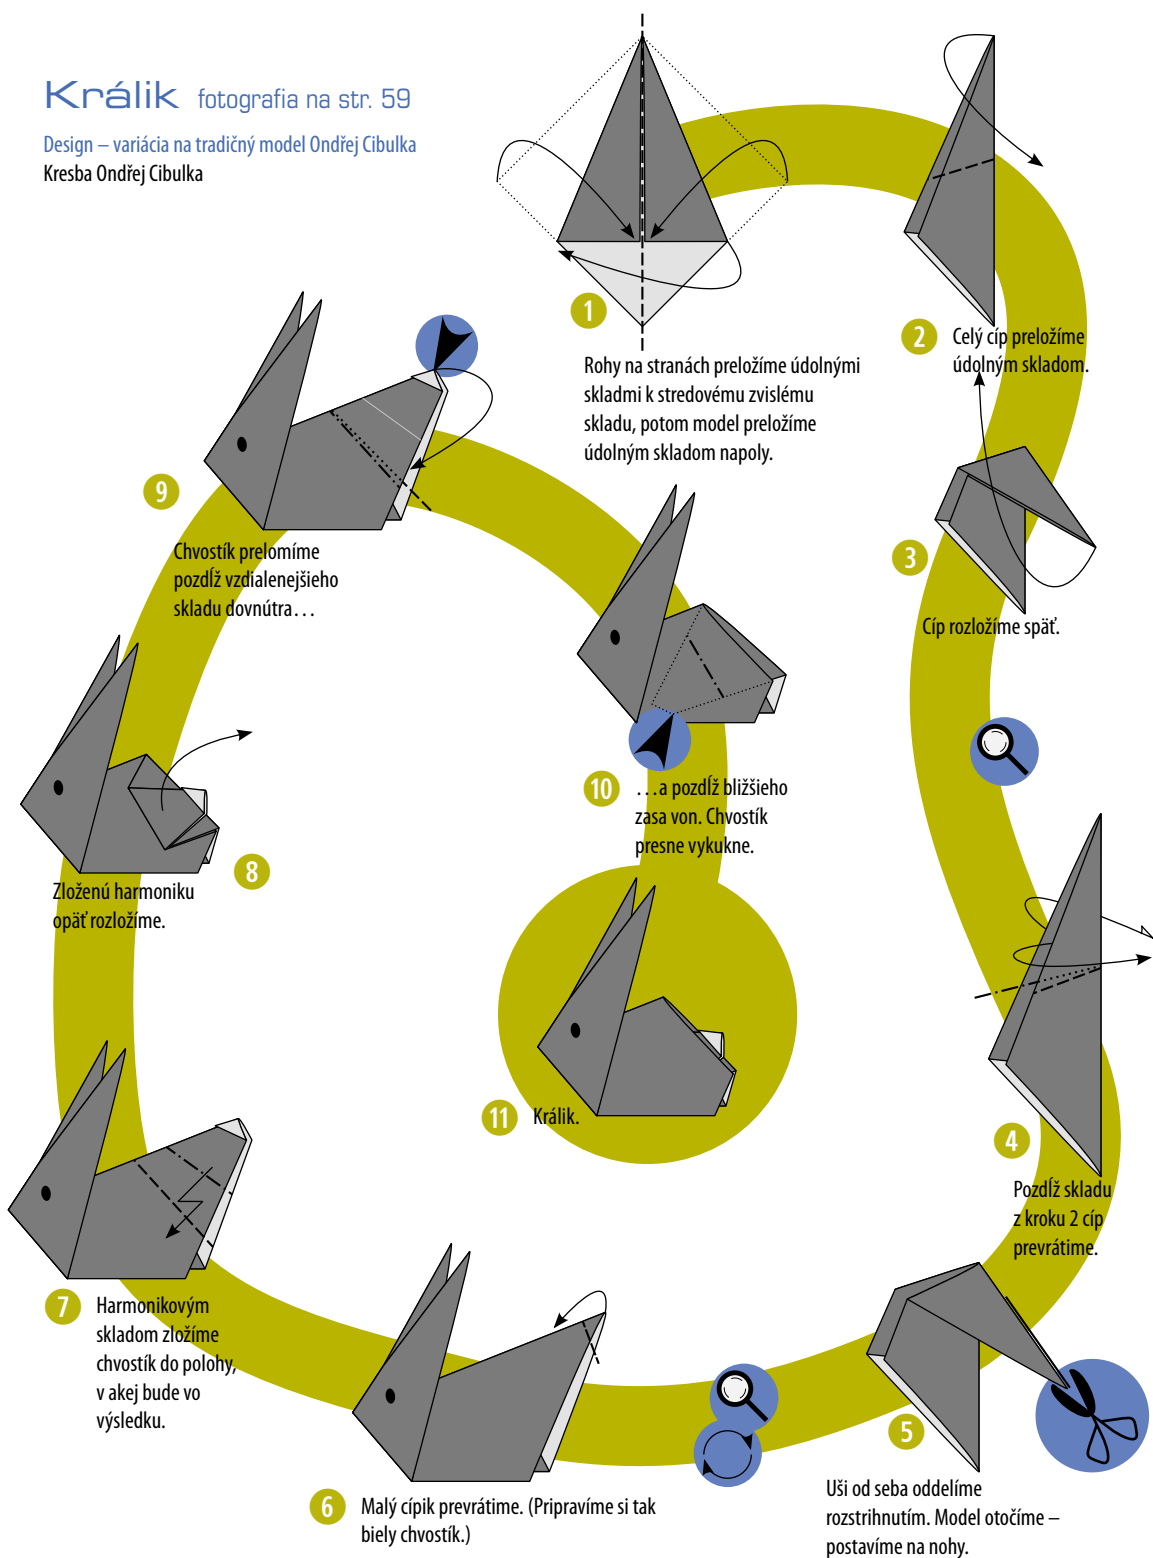 Králik fotografia na str. 59
Design – variácia na tradičný model Ondřej Cibulka
Kresba Ondřej Cibulka
1
Rohy na stranách preložíme údolnými
skladmi k stredovému zvislému
skladu, potom model preložíme
údolným skladom napoly.
2
Celý cíp preložíme
údolným skladom.
3
Cíp rozložíme späť.
4
Pozdĺž skladu
z kroku 2 cíp
prevrátime.
5
Uši od seba oddelíme
rozstrihnutím. Model otočíme –
postavíme na nohy.
6
Malý cípik prevrátime. (Pripravíme si tak
biely chvostík.)
7
Harmonikovým
skladom zložíme
chvostík do polohy,
v akej bude vo
výsledku.
8
Zloženú harmoniku
opäť rozložíme.
9
Chvostík prelomíme
pozdĺž vzdialenejšieho
skladu dovnútra…
10
…a pozdĺž bližšieho
zasa von. Chvostík
presne vykukne.
11
Králik.